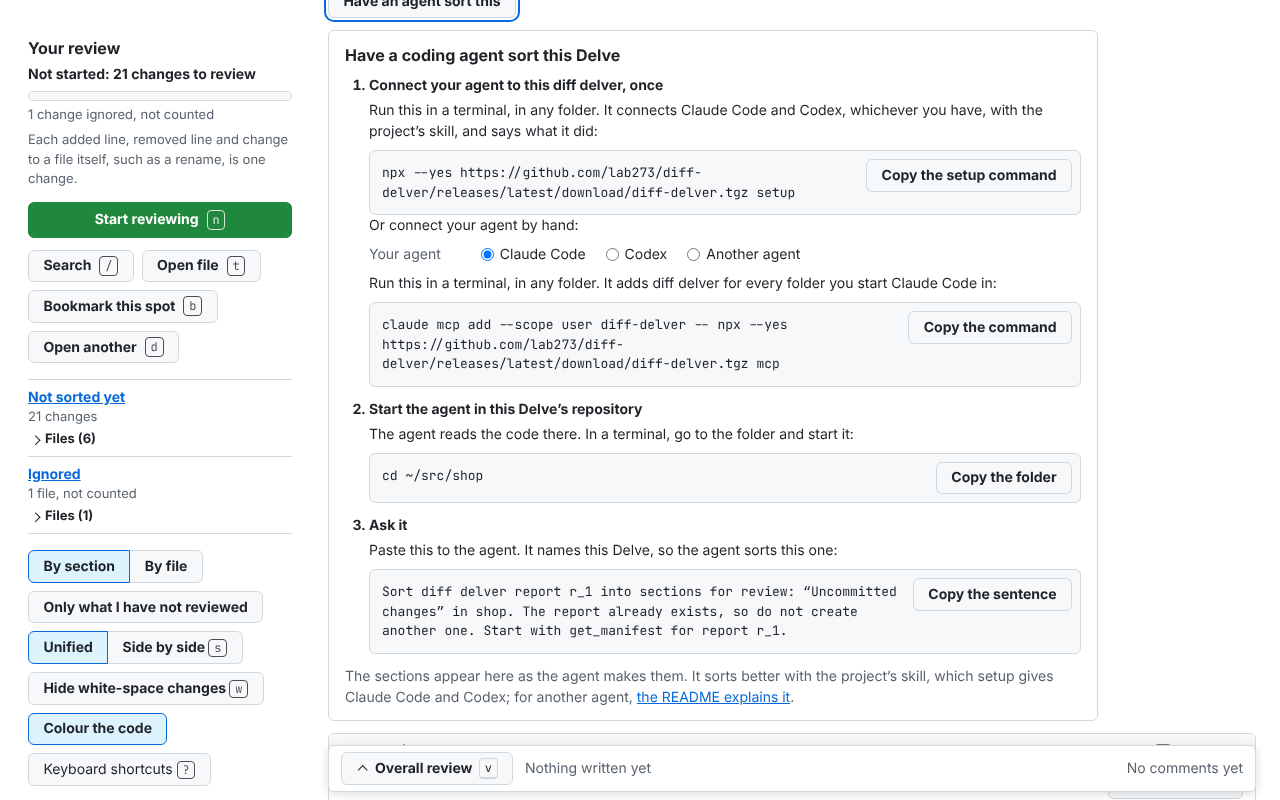 Have an agent sort this
Your review
Not started: 21 changes to review
1 change ignored, not counted
Each added line, removed line and change
to a file itself, such as a rename, is one
change.
Start reviewing n
Search / Open file t
Bookmark this spot b
Open another d
Not sorted yet
21 changes
Files (6)
Ignored
1 file, not counted
Files (1)
By section By file
Only what I have not reviewed
Unified Side by side s
Hide white-space changes w
Colour the code
Keyboard shortcuts ?
Have a coding agent sort this Delve
1. Connect your agent to this diff delver, once
Run this in a terminal, in any folder. It connects Claude Code and Codex, whichever you have, with the
project’s skill, and says what it did:
npx --yes https://github.com/lab273/diff-
delver/releases/latest/download/diff-delver.tgz setup
Copy the setup command
Or connect your agent by hand:
Your agent Claude Code Codex Another agent
Run this in a terminal, in any folder. It adds diff delver for every folder you start Claude Code in:
claude mcp add --scope user diff-delver -- npx --yes
https://github.com/lab273/diff-
delver/releases/latest/download/diff-delver.tgz mcp
Copy the command
2. Start the agent in this Delve’s repository
The agent reads the code there. In a terminal, go to the folder and start it:
cd ~/src/shop
Copy the folder
3. Ask it
Paste this to the agent. It names this Delve, so the agent sorts this one:
Sort diff delver report r_1 into sections for review: “Uncommitted
changes” in shop. The report already exists, so do not create
another one. Start with get_manifest for report r_1.
Copy the sentence
The sections appear here as the agent makes them. It sorts better with the project’s skill, which setup gives
Claude Code and Codex; for another agent, the README explains it.
Overall review v Nothing written yet No comments yet